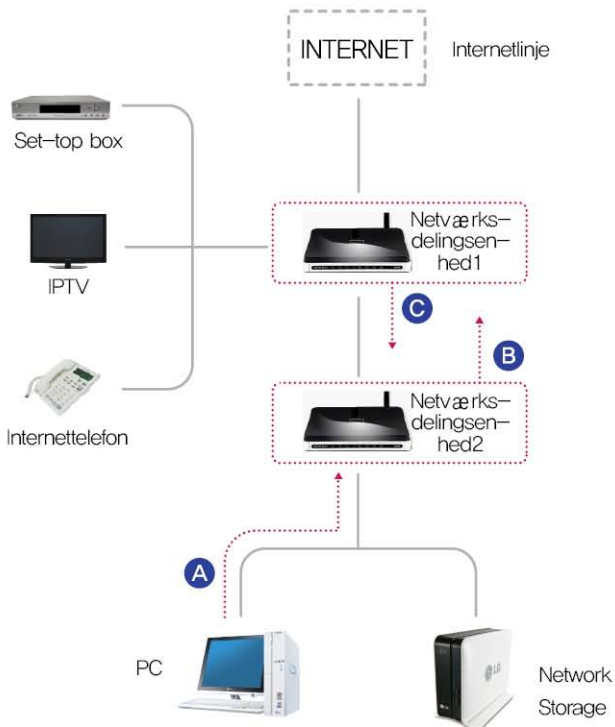 INTERNET
Internetlinje
Set-top box
Netværks-
delingsen-
hed1
IPTV
C
B
Netværks-
delingsen-
hed2
Internettelefon
A
PC
LG
Network
Storage